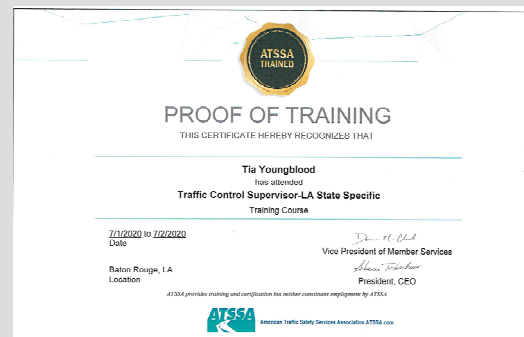 ATSSA
TRAINED
PROOF OF TRAINING
THIS CERTIFICATE HEREBY RECOGNIZES THAT
Tia Youngblood
has attended
Traffic Control Supervisor-LA State Specific
Training Course
7/1/2020 to 7/2/2020
Date
Vice President of Member Services
Baton Rouge, LA
Location
President, CEO
ATSSA provides training and certification but neither constitutes employment by ATSSA.
ATSSA American Traffic Safety Services Association ATSSA.com